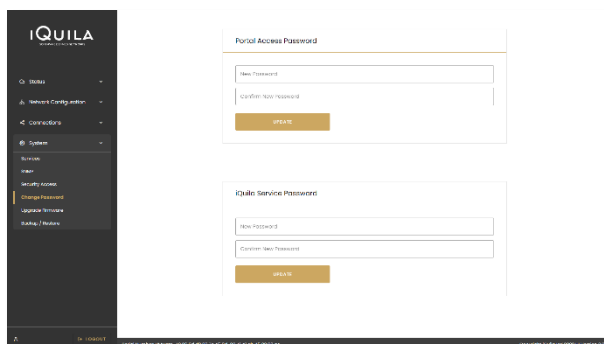 iQUILA
Status
Network Configuration
Connections
System
Services
Security Access
Change Password
Upgrade Firmware
Backup / Restore
LOGOUT
Portal Access Password
New Password
Confirm New Password
UPDATE
iQuila Service Password
New Password
Confirm New Password
UPDATE